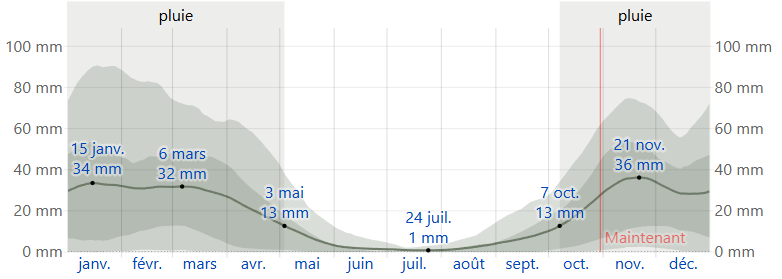 pluie
pluie
100 mm
100 mm
80 mm
80 mm
60 mm
60 mm
15 janv.
34 mm
6 mars
32 mm
21 nov.
36 mm
40 mm
40 mm
3 mai
13 mm
24 juil.
1 mm
7 oct.
13 mm
20 mm
20 mm
Maintenant
0 mm
0 mm
janv.
févr.
mars
avr.
mai
juin
juil.
août
sept.
oct.
nov.
déc.